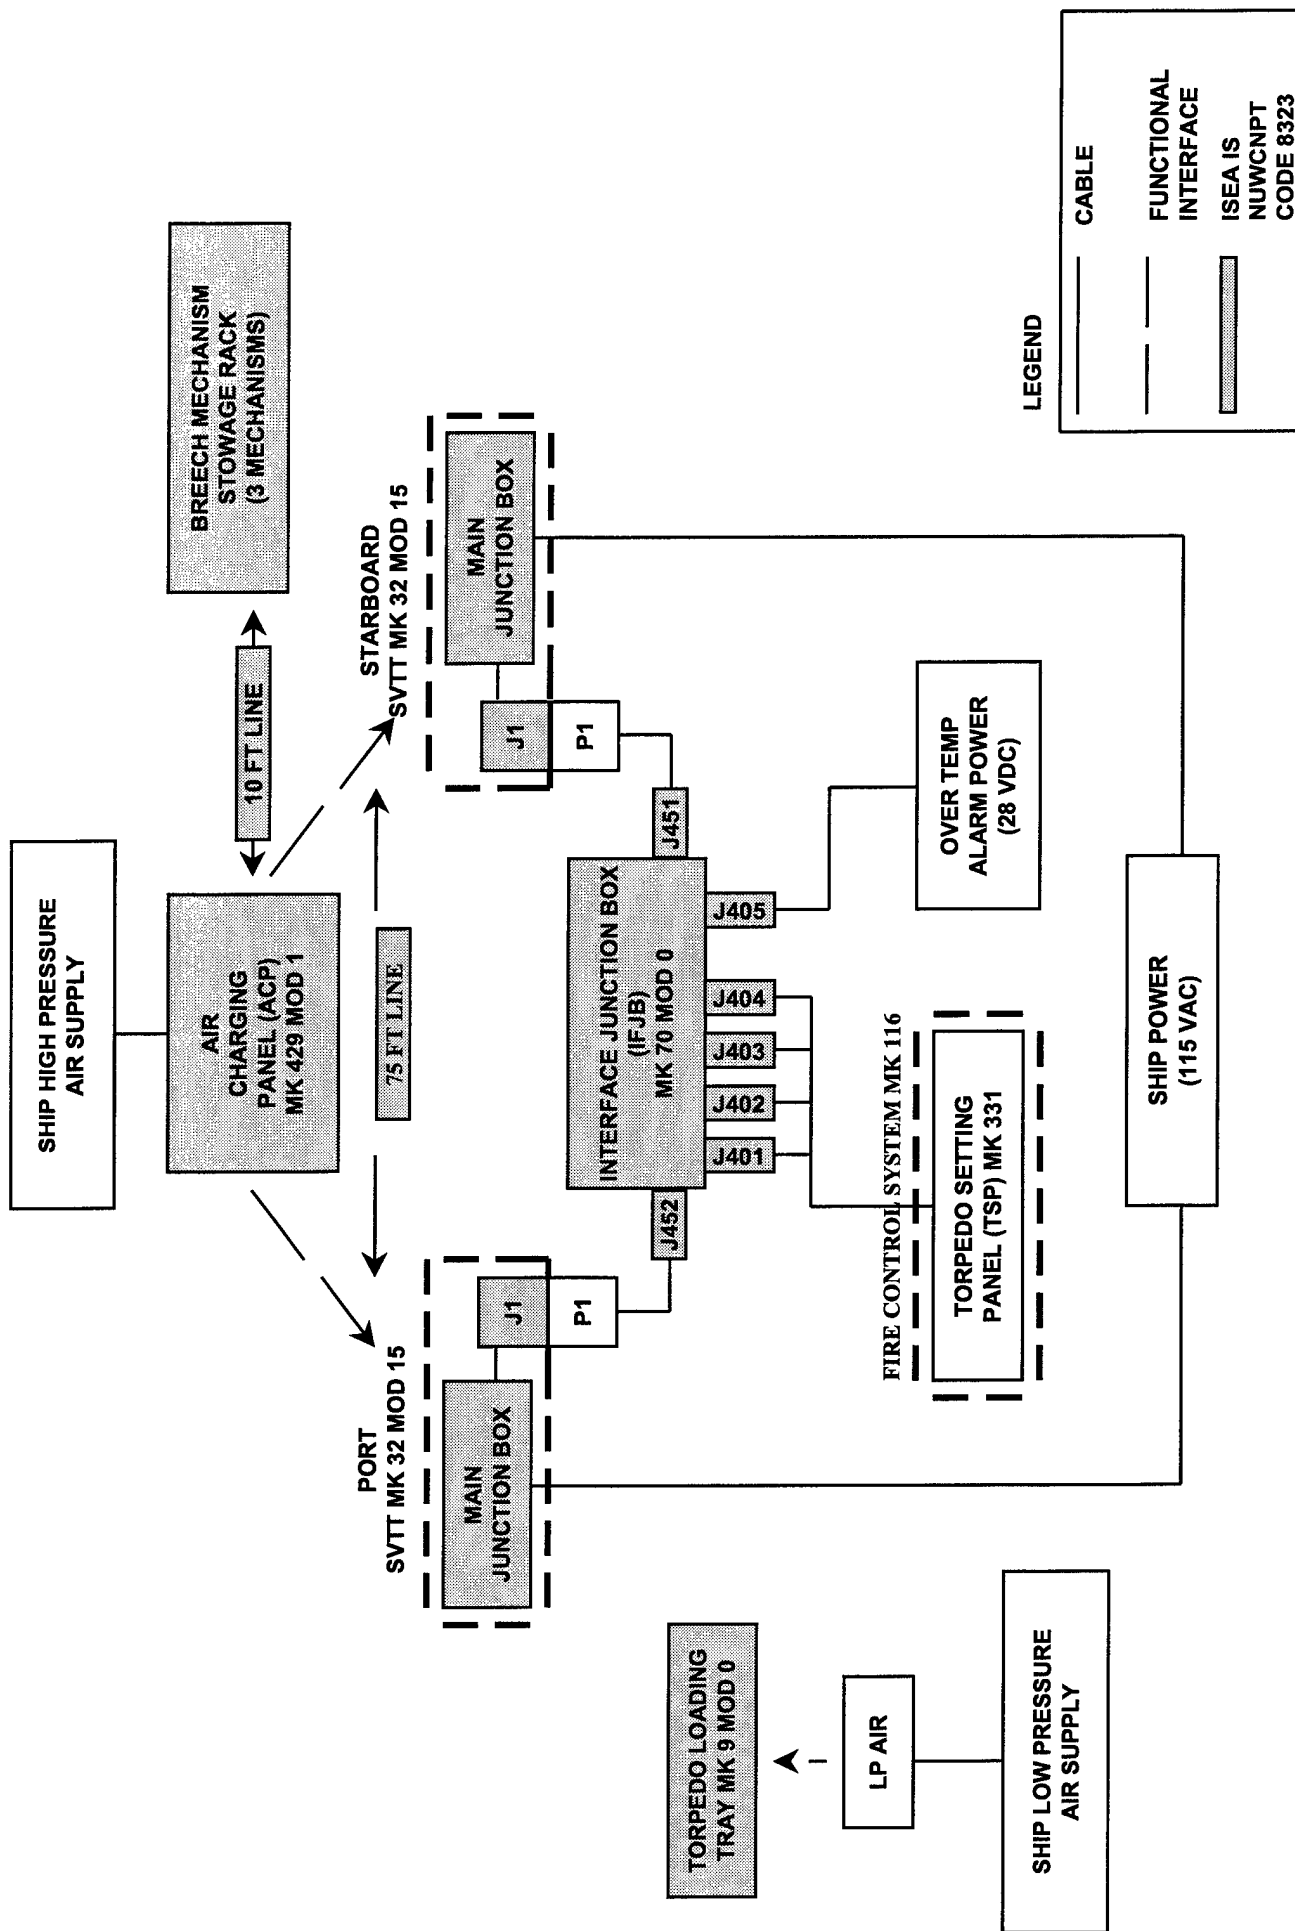 SHIP HIGH PRESSURE
AIR SUPPLY
AIR
CHARGING
PANEL (ACP)
MK 429 MOD 1
10 FT LINE
BREECH MECHANISM
STOWAGE RACK
(3 MECHANISMS)
75 FT LINE
PORT
SVTT MK 32 MOD 15
STARBOARD
SVTT MK 32 MOD 15
MAIN
JUNCTION BOX
J1
P1
J1
P1
MAIN
JUNCTION BOX
J452
INTERFACE JUNCTION BOX
(IFJB)
MK 70 MOD 0
J451
J401
J402
J403
J404
J405
TORPEDO LOADING
TRAY MK 9 MOD 0
LP AIR
SHIP LOW PRESSURE
AIR SUPPLY
FIRE CONTROL SYSTEM MK 116
TORPEDO SETTING
PANEL (TSP) MK 331
OVER TEMP
ALARM POWER
(28 VDC)
SHIP POWER
(115 VAC)
LEGEND
CABLE
FUNCTIONAL
INTERFACE
ISEA IS
NUWCNPT
CODE 8323